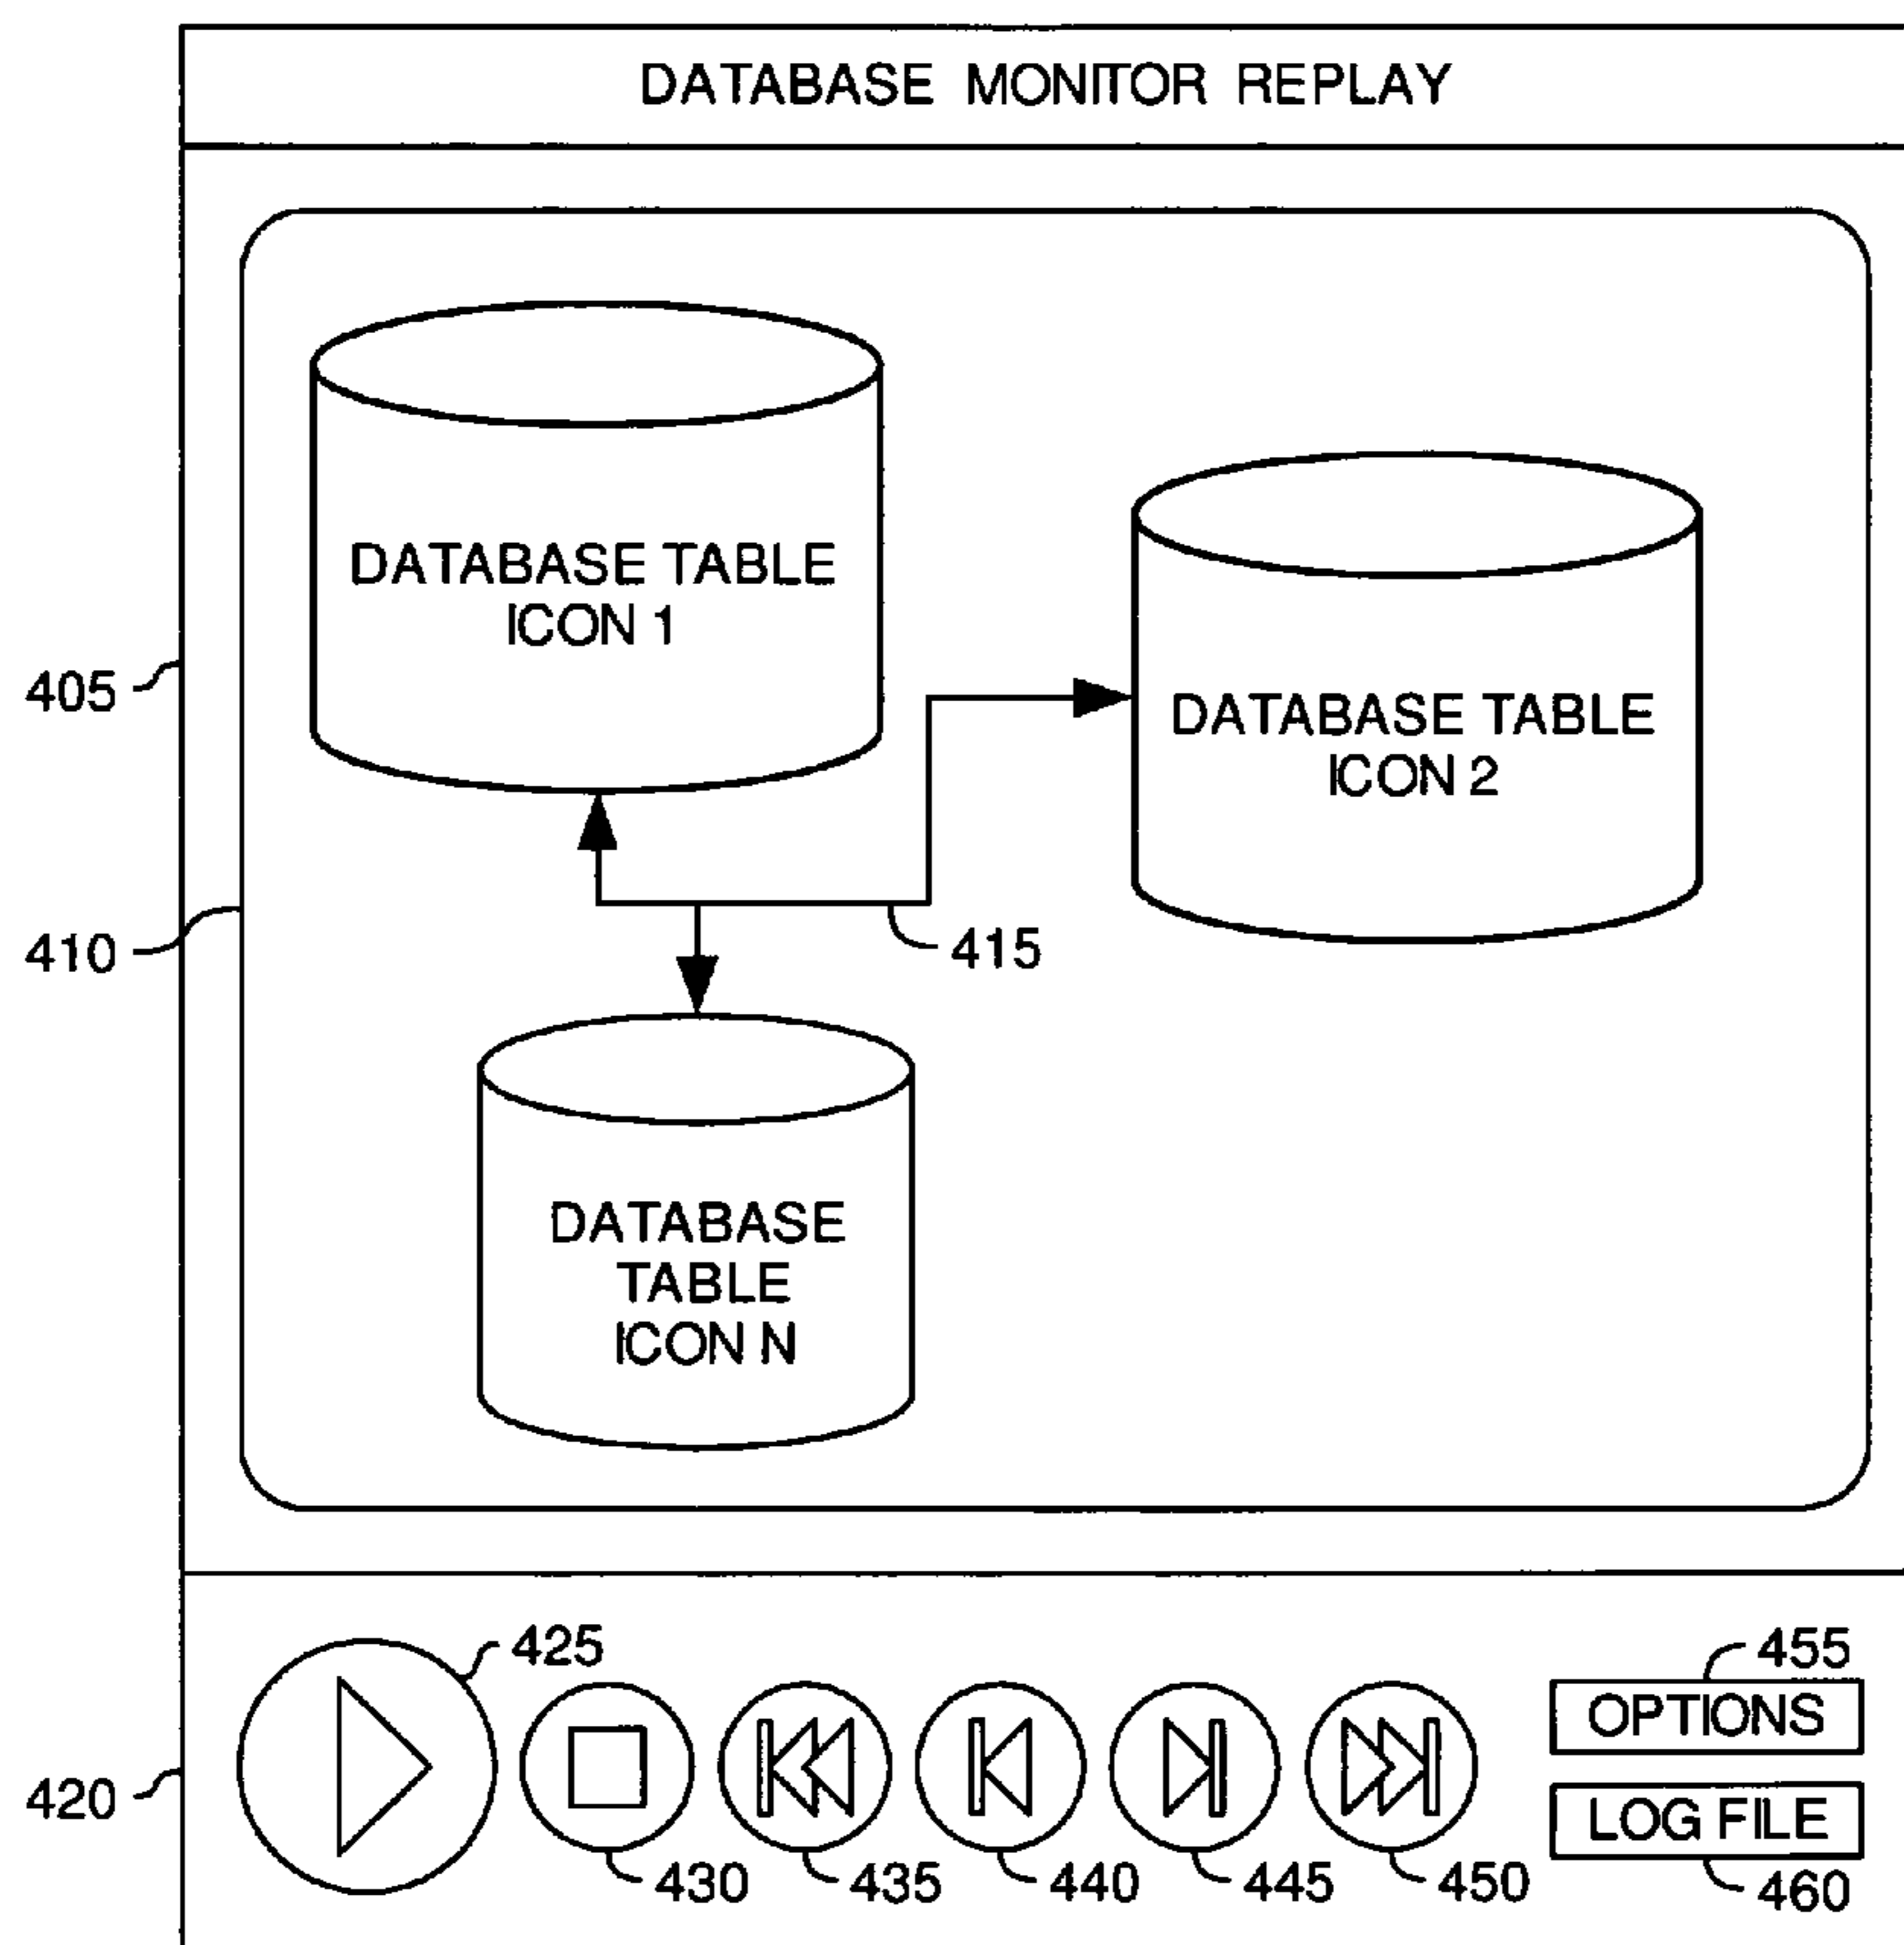 DATABASE MONITOR REPLAY
DATABASE TABLE
ICON 1
405
DATABASE TABLE
ICON 2
410
415
DATABASE
TABLE
ICON N
425
455
OPTIONS
420
LOG FILE
430
435
440
445
450
460